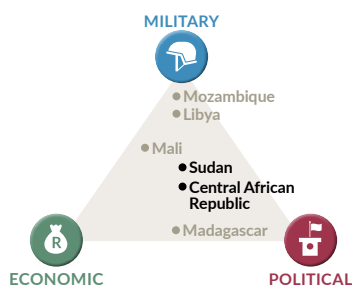 MILITARY
Mozambique
Libya
Mali
Sudan
Central African
Republic
Madagascar
R
ECONOMIC
POLITICAL